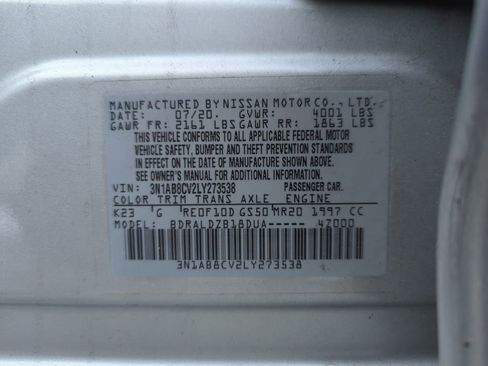 MANUFACTURED BY NISSAN MOTOR CO., LTD.
DATE: 07/20. GVWR: 4001 LBS
GAWR FR: 2161 LBS GAWR RR: 1863 LBS
THIS VEHICLE CONFORMS TO ALL APPLICABLE FEDERAL MOTOR
VEHICLE SAFETY, BUMPER AND THEFT PREVENTION STANDARDS
IN EFFECT ON THE DATE OF MANUFACTURE SHOWN ABOVE.
SEE OWNER'S MANUAL FOR ADDITIONAL INFORMATION.
VIN: 3N1AB8CV2LY273538 PASSENGER CAR.
COLOR TRIM TRANS AXLE ENGINE
K23 G RE0F10D GS50 MR20 1997 CC
MODEL: BDRALDZB18DUA----- 4Z000
3N1AB8CV2LY273538